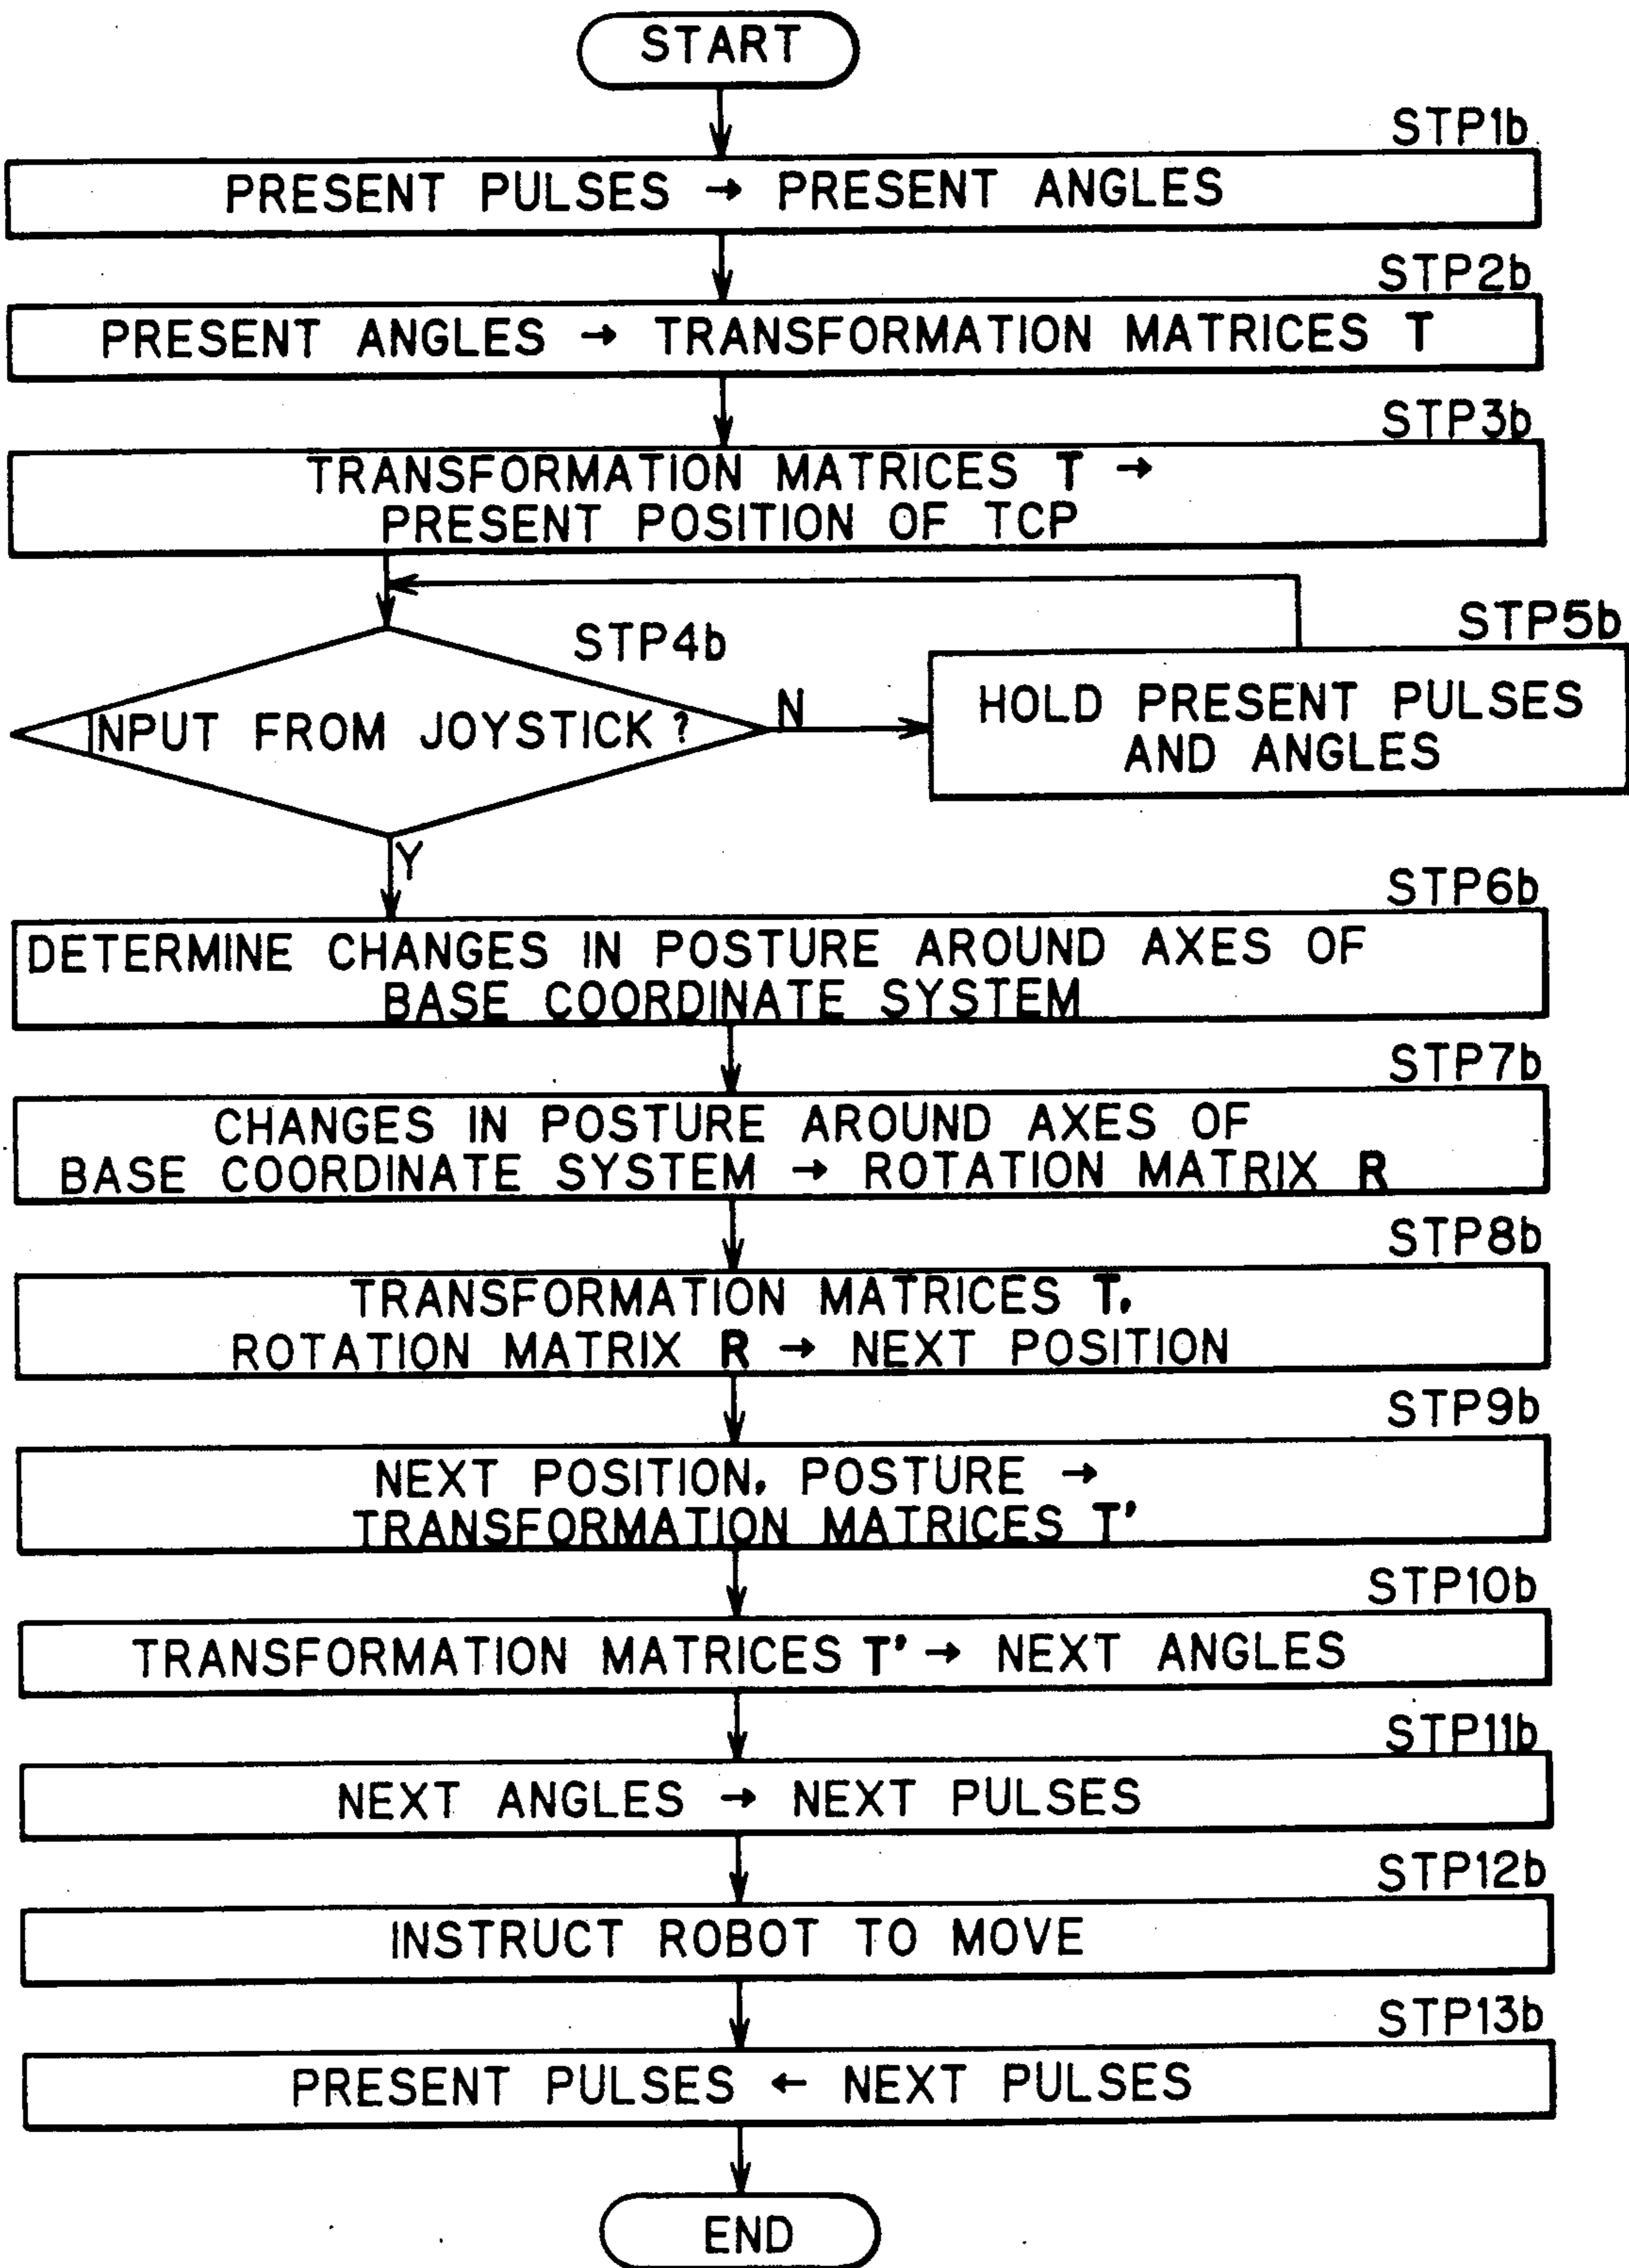 START
STP1b
PRESENT PULSES → PRESENT ANGLES
STP2b
PRESENT ANGLES → TRANSFORMATION MATRICES T
STP3b
TRANSFORMATION MATRICES T →
PRESENT POSITION OF TCP
STP4b
INPUT FROM JOYSTICK ?
N
STP5b
HOLD PRESENT PULSES
AND ANGLES
Y
STP6b
DETERMINE CHANGES IN POSTURE AROUND AXES OF
BASE COORDINATE SYSTEM
STP7b
CHANGES IN POSTURE AROUND AXES OF
BASE COORDINATE SYSTEM → ROTATION MATRIX R
STP8b
TRANSFORMATION MATRICES T,
ROTATION MATRIX R → NEXT POSITION
STP9b
NEXT POSITION, POSTURE →
TRANSFORMATION MATRICES T'
STP10b
TRANSFORMATION MATRICES T' → NEXT ANGLES
STP11b
NEXT ANGLES → NEXT PULSES
STP12b
INSTRUCT ROBOT TO MOVE
STP13b
PRESENT PULSES ← NEXT PULSES
END